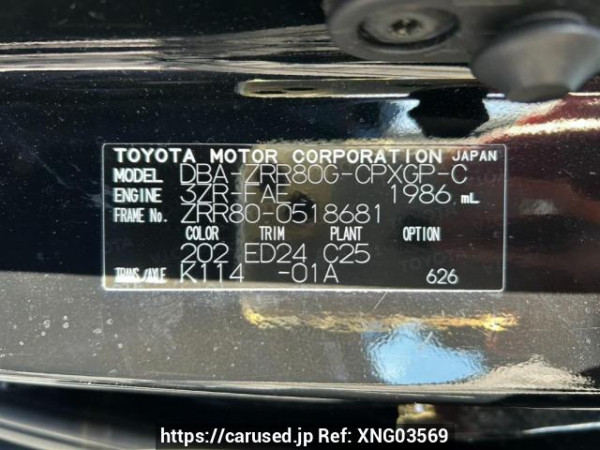 TOYOTA MOTOR CORPORATION JAPAN
MODEL DBA-ZRR80G-CPXGP-C
ENGINE 3ZR-FAE 1986 mL
FRAME No. ZRR80-0518681
COLOR TRIM PLANT OPTION
202 ED24 C25
TRANS/AXLE K114 -01A 626
https://carused.jp Ref: XNG03569